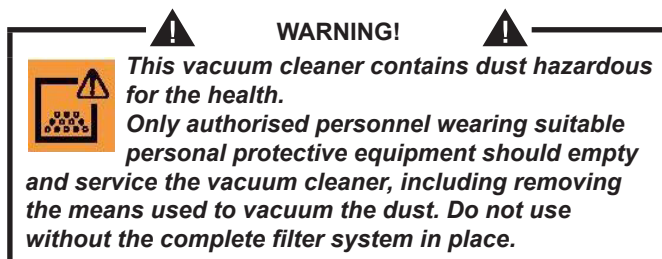 WARNING!
This vacuum cleaner contains dust hazardous
for the health.
Only authorised personnel wearing suitable
personal protective equipment should empty
and service the vacuum cleaner, including removing
the means used to vacuum the dust. Do not use
without the complete filter system in place.